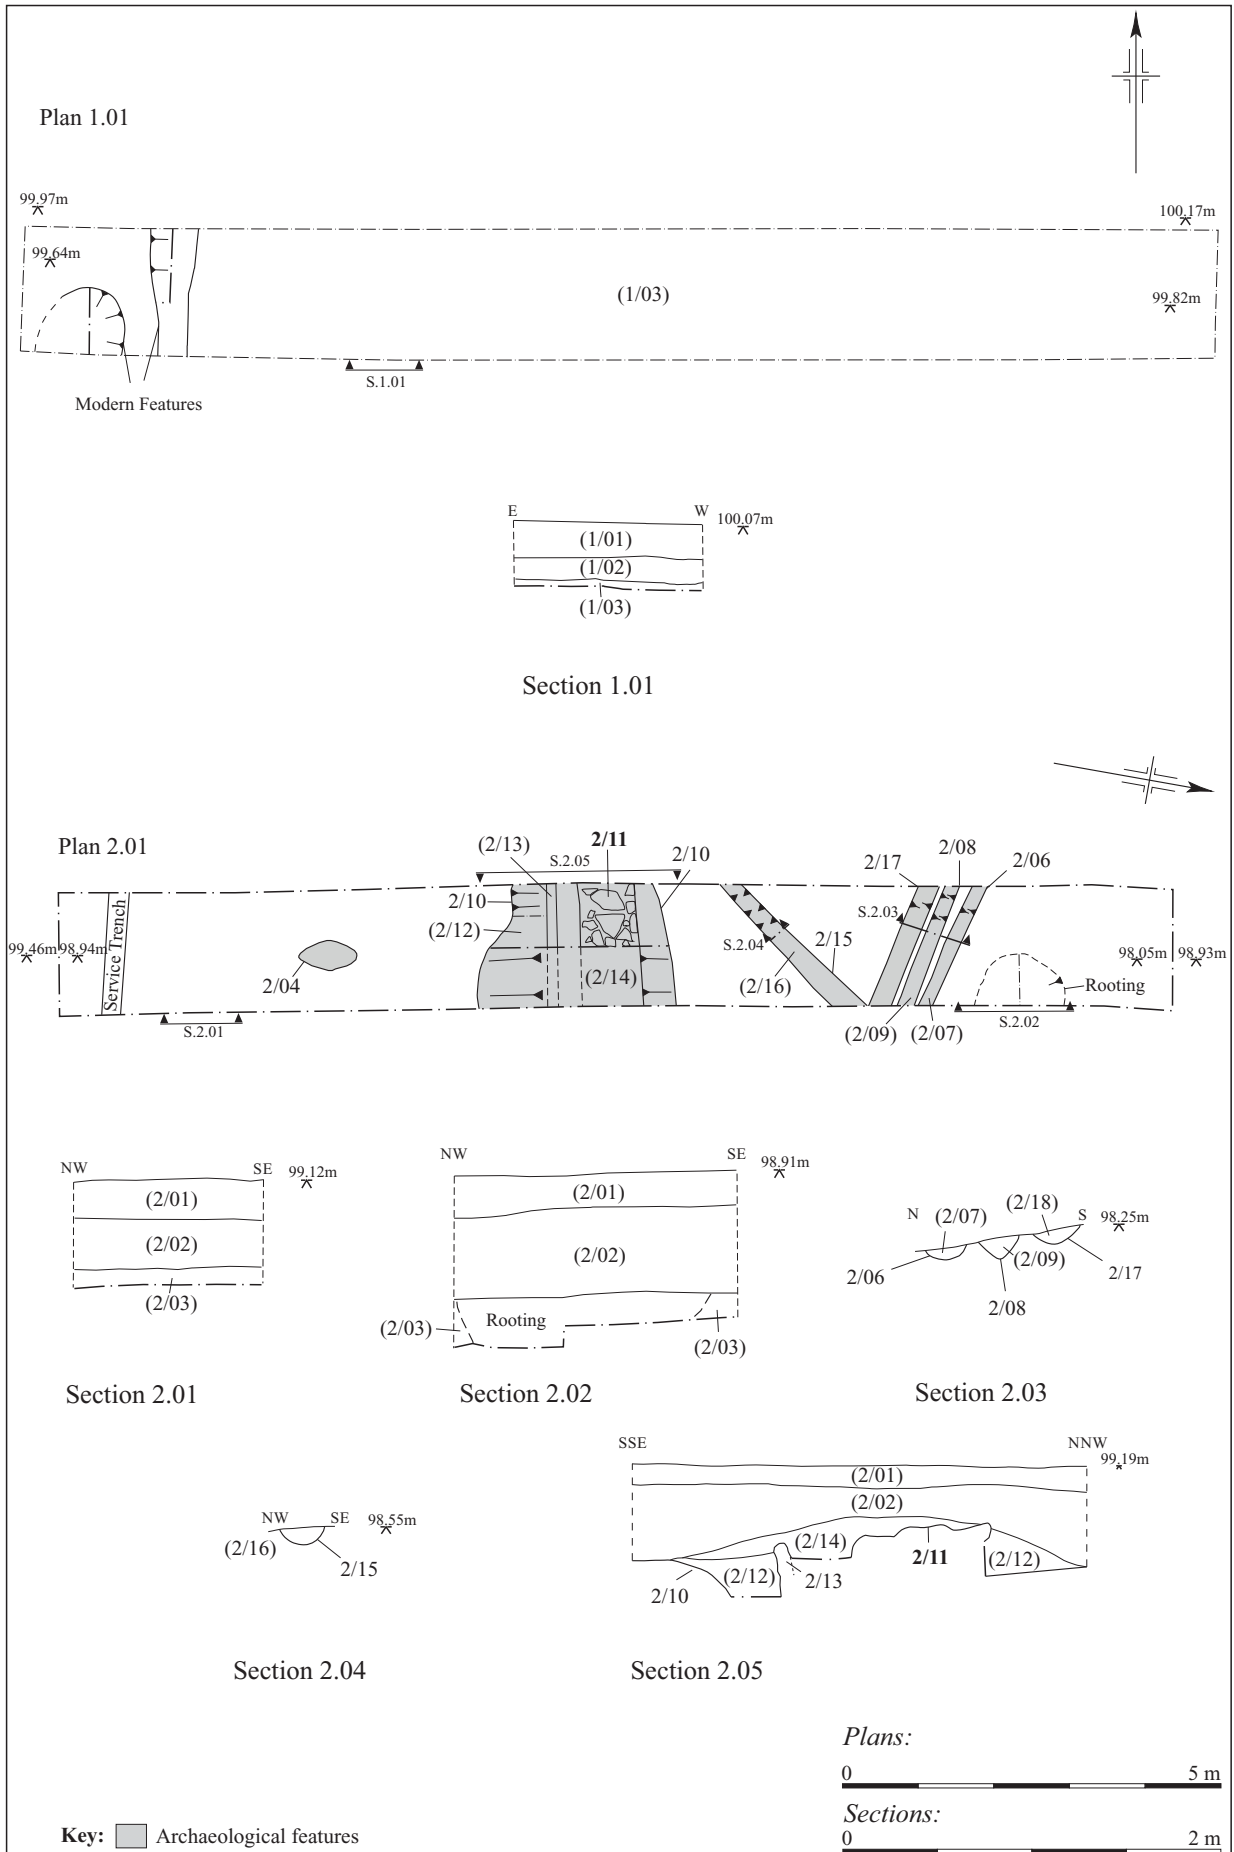 Plan 1.01
99.97m
100.17m
99.64m
(1/03)
99.82m
S.1.01
Modern Features
E W 100.07m
(1/01)
(1/02)
(1/03)
Section 1.01
Plan 2.01
(2/13) 2/11 2/10 S.2.05
2/17 2/08 2/06
2/10
(2/12)
S.2.03
S.2.04
2/15
99.46m 98.94m
Service Trench
2/04
(2/14)
(2/16)
98.05m 98.93m
Rooting
S.2.01
(2/09) (2/07)
S.2.02
NW SE 99.12m
(2/01)
(2/02)
(2/03)
Section 2.01
NW SE 98.91m
(2/01)
(2/02)
Rooting
(2/03)
(2/03)
Section 2.02
N (2/07) (2/18) S 98.25m
2/06 (2/09) 2/17
2/08
Section 2.03
NW SE 98.55m
(2/16)
2/15
Section 2.04
SSE NNW
99.19m
(2/01)
(2/02)
(2/14)
2/11
(2/12)
(2/12)
2/13
2/10
Section 2.05
Plans:
0 5 m
Sections:
0 2 m
Key: Archaeological features